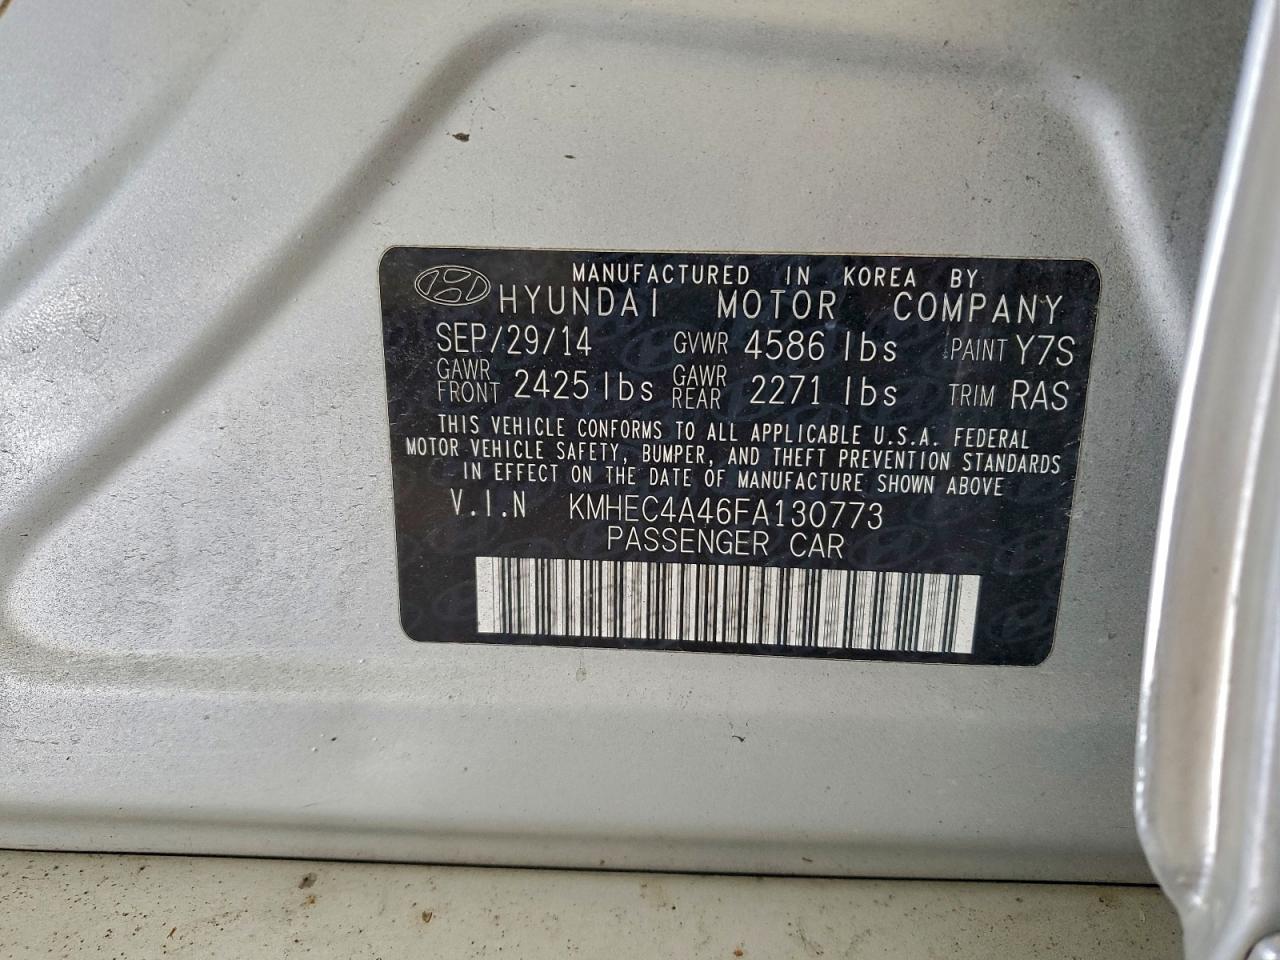 MANUFACTURED IN KOREA BY
HYUNDAI MOTOR COMPANY
SEP/29/14 GVWR 4586 lbs PAINT Y7S
GAWR FRONT 2425 lbs GAWR REAR 2271 lbs TRIM RAS
THIS VEHICLE CONFORMS TO ALL APPLICABLE U.S.A. FEDERAL
MOTOR VEHICLE SAFETY, BUMPER, AND THEFT PREVENTION STANDARDS
IN EFFECT ON THE DATE OF MANUFACTURE SHOWN ABOVE
V.I.N KMHEC4A46FA130773
PASSENGER CAR